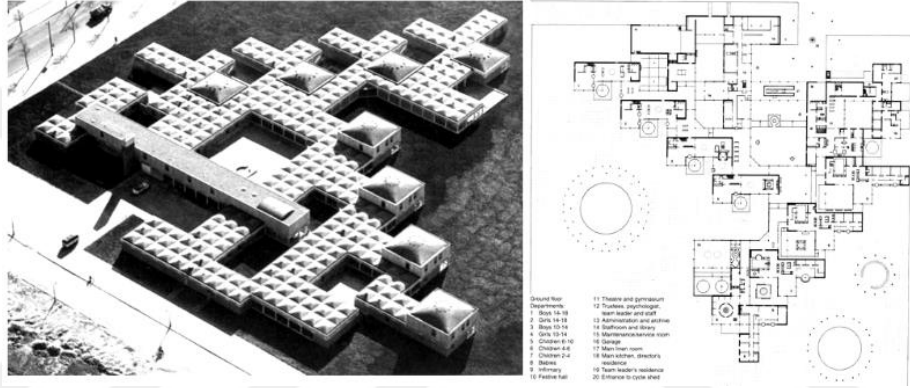 Ground floor
Departments:
1 Boys 14-18
2 Girls 14-18
3 Boys 10-14
4 Girls 10-14
5 Children 6-10
6 Children 4-6
7 Children 2-4
8 Babies
9 Infirmary
10 Festive hall
11 Theatre and gymnasium
12 Trustees, psychologist,
team leader and staff
13 Administration and archive
14 Staffroom and library
15 Maintenance/service room
16 Garage
17 Main linen room
18 Main kitchen, director's
residence
19 Team leader's residence
20 Entrance to cycle shed